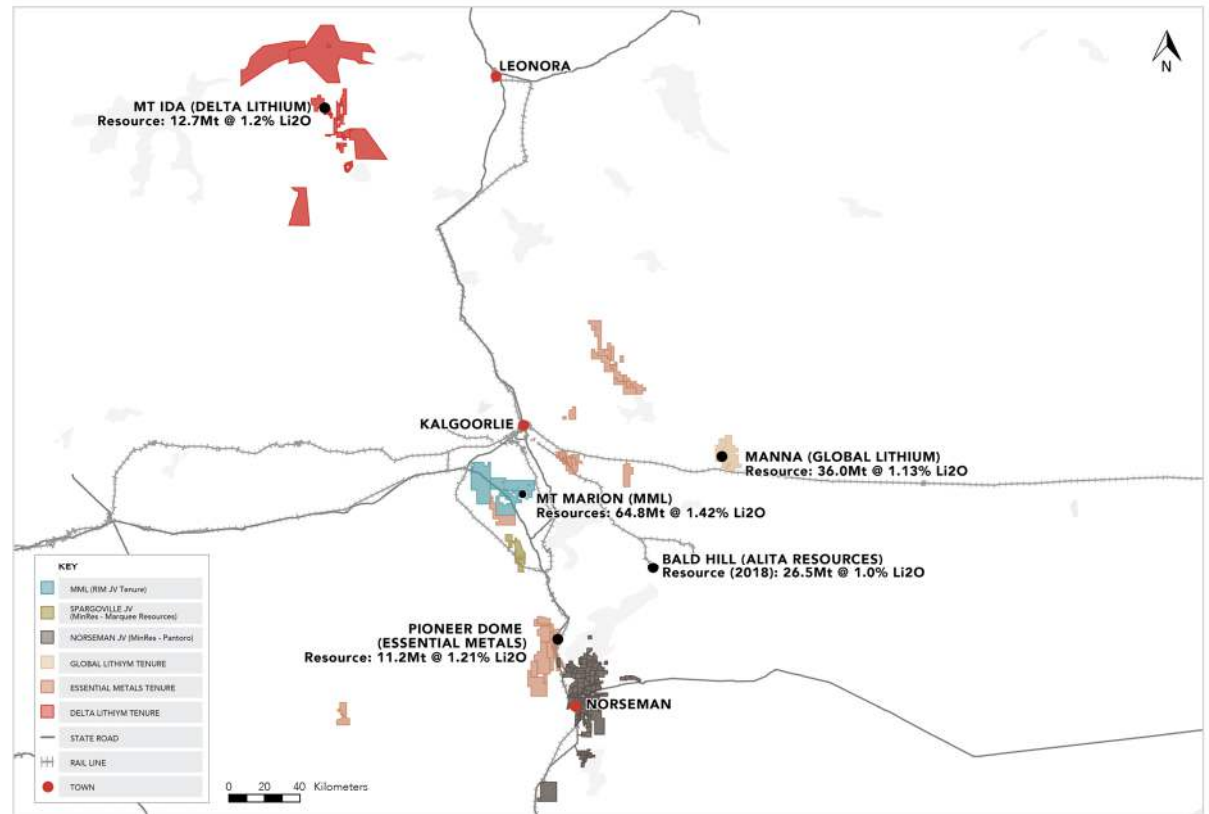 N
LEONORA
MT IDA (DELTA LITHIUM)
Resource: 12.7Mt @ 1.2% Li2O
KALGOORLIE
MANNA (GLOBAL LITHIUM)
Resource: 36.0Mt @ 1.13% Li2O
MT MARION (MML)
Resources: 64.8Mt @ 1.42% Li2O
BALD HILL (ALITA RESOURCES)
Resource (2018): 26.5Mt @ 1.0% Li2O
PIONEER DOME
(ESSENTIAL METALS)
Resource: 11.2Mt @ 1.21% Li2O
NORSEMAN
KEY
MML (RIM JV Tenure)
SPARGOVILLE JV
(MinRes - Marquee Resources)
NORSEMAN JV (MinRes - Pantoro)
GLOBAL LITHIYM TENURE
ESSENTIAL METALS TENURE
DELTA LITHIYM TENURE
STATE ROAD
RAIL LINE
TOWN
0 20 40 Kilometers